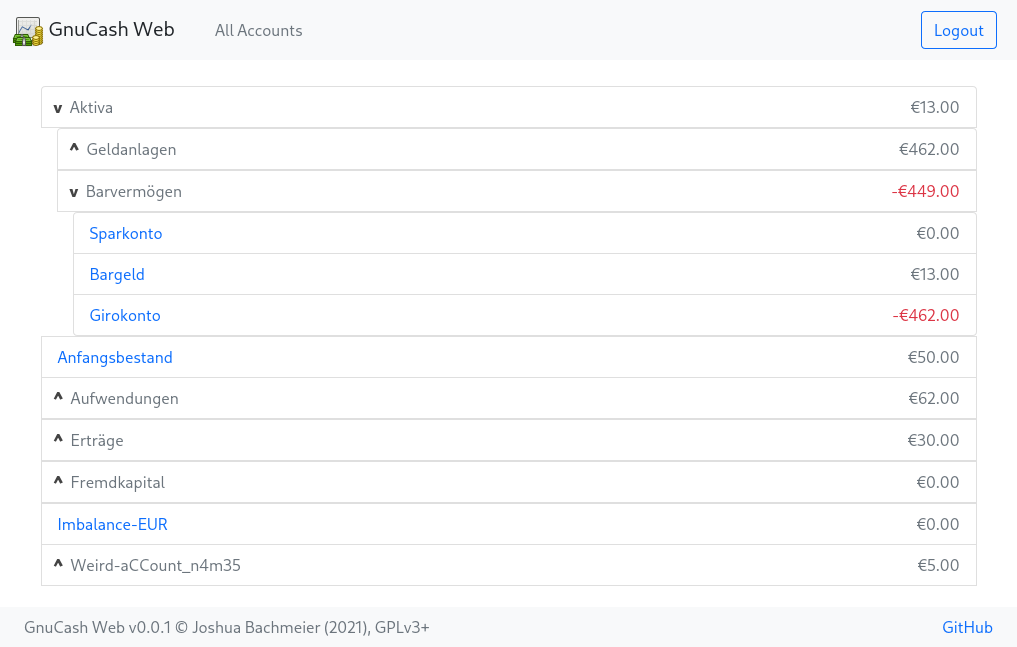 GnuCash Web All Accounts Logout
v Aktiva €13.00
^ Geldanlagen €462.00
v Barvermögen -€449.00
Sparkonto €0.00
Bargeld €13.00
Girokonto -€462.00
Anfangsbestand €50.00
^ Aufwendungen €62.00
^ Erträge €30.00
^ Fremdkapital €0.00
Imbalance-EUR €0.00
^ Weird-aCCount_n4m35 €5.00
GnuCash Web v0.0.1 © Joshua Bachmeier (2021), GPLv3+ GitHub